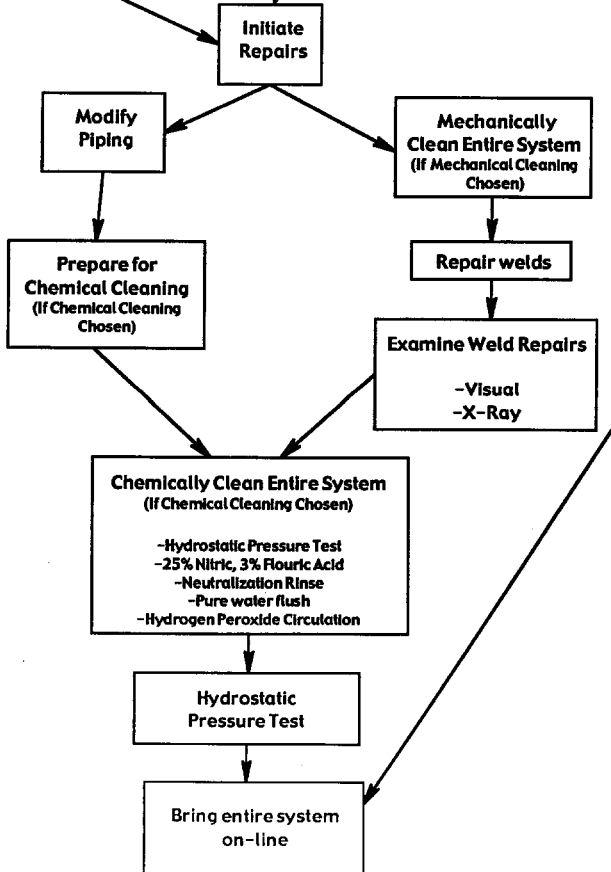 Initiate
Repairs
Modify
Piping
Mechanically
Clean Entire System
(If Mechanical Cleaning
Chosen)
Prepare for
Chemical Cleaning
(If Chemical Cleaning
Chosen)
Repair welds
Examine Weld Repairs
-Visual
-X-Ray
Chemically Clean Entire System
(If Chemical Cleaning Chosen)
-Hydrostatic Pressure Test
-25% Nitric, 3% Flouric Acid
-Neutralization Rinse
-Pure water flush
-Hydrogen Peroxide Circulation
Hydrostatic
Pressure Test
Bring entire system
on-line